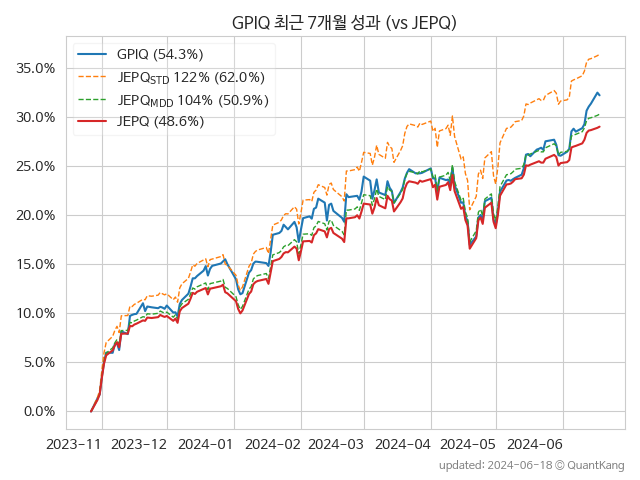 GPIQ 최근 7개월 성과 (vs JEPQ)
GPIQ (54.3%)
JEPQSTD 122% (62.0%)
JEPQMDD 104% (50.9%)
JEPQ (48.6%)
35.0%
30.0%
25.0%
20.0%
15.0%
10.0%
5.0%
0.0%
2023-11 2023-12 2024-01 2024-02 2024-03 2024-04 2024-05 2024-06
updated: 2024-06-18 © QuantKang